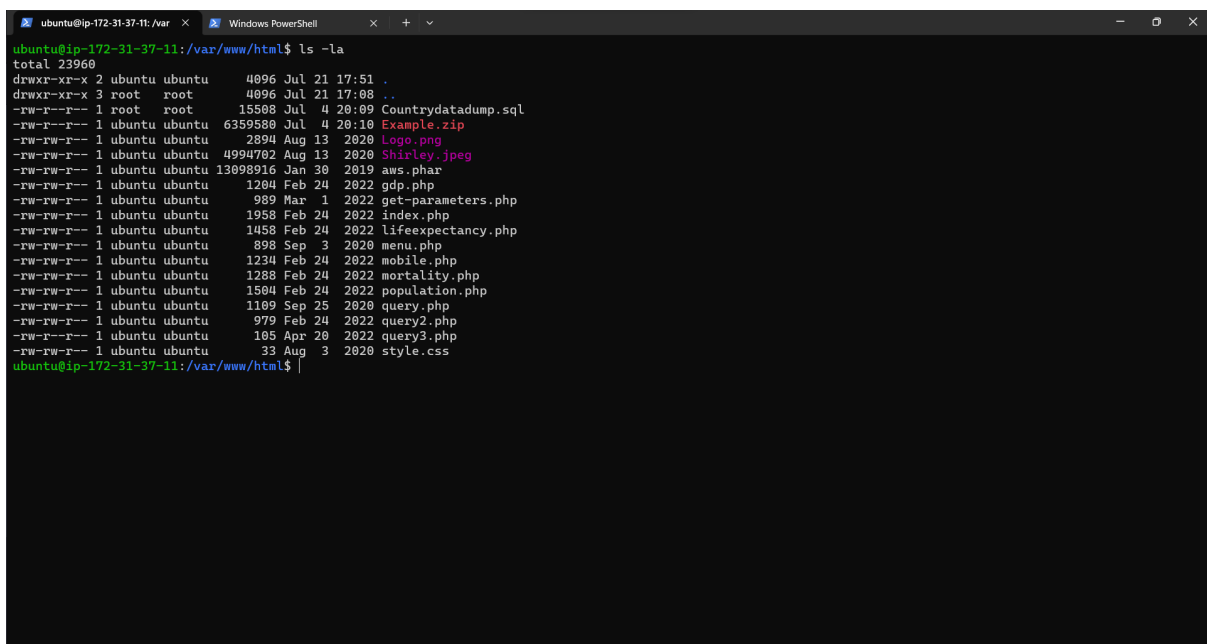 ubuntu@ip-172-31-37-11: /var × Windows PowerShell × + 
ubuntu@ip-172-31-37-11:/var/www/html$ ls -la
total 23960
drwxr-xr-x 2 ubuntu ubuntu     4096 Jul 21 17:51 .
drwxr-xr-x 3 root   root       4096 Jul 21 17:08 ..
-rw-r--r-- 1 root   root      15508 Jul  4 20:09 Countrydatadump.sql
-rw-r--r-- 1 ubuntu ubuntu  6359580 Jul  4 20:10 Example.zip
-rw-rw-r-- 1 ubuntu ubuntu     2894 Aug 13  2020 Logo.png
-rw-rw-r-- 1 ubuntu ubuntu  4994702 Aug 13  2020 Shirley.jpeg
-rw-rw-r-- 1 ubuntu ubuntu 13098916 Jan 30  2019 aws.phar
-rw-rw-r-- 1 ubuntu ubuntu     1204 Feb 24  2022 gdp.php
-rw-rw-r-- 1 ubuntu ubuntu      989 Mar  1  2022 get-parameters.php
-rw-rw-r-- 1 ubuntu ubuntu     1958 Feb 24  2022 index.php
-rw-rw-r-- 1 ubuntu ubuntu     1458 Feb 24  2022 lifeexpectancy.php
-rw-rw-r-- 1 ubuntu ubuntu      898 Sep  3  2020 menu.php
-rw-rw-r-- 1 ubuntu ubuntu     1234 Feb 24  2022 mobile.php
-rw-rw-r-- 1 ubuntu ubuntu     1288 Feb 24  2022 mortality.php
-rw-rw-r-- 1 ubuntu ubuntu     1504 Feb 24  2022 population.php
-rw-rw-r-- 1 ubuntu ubuntu     1109 Sep 25  2020 query.php
-rw-rw-r-- 1 ubuntu ubuntu      979 Feb 24  2022 query2.php
-rw-r--r-- 1 ubuntu ubuntu      105 Apr 20  2022 query3.php
-rw-rw-r-- 1 ubuntu ubuntu       33 Aug  3  2020 style.css
ubuntu@ip-172-31-37-11:/var/www/html$